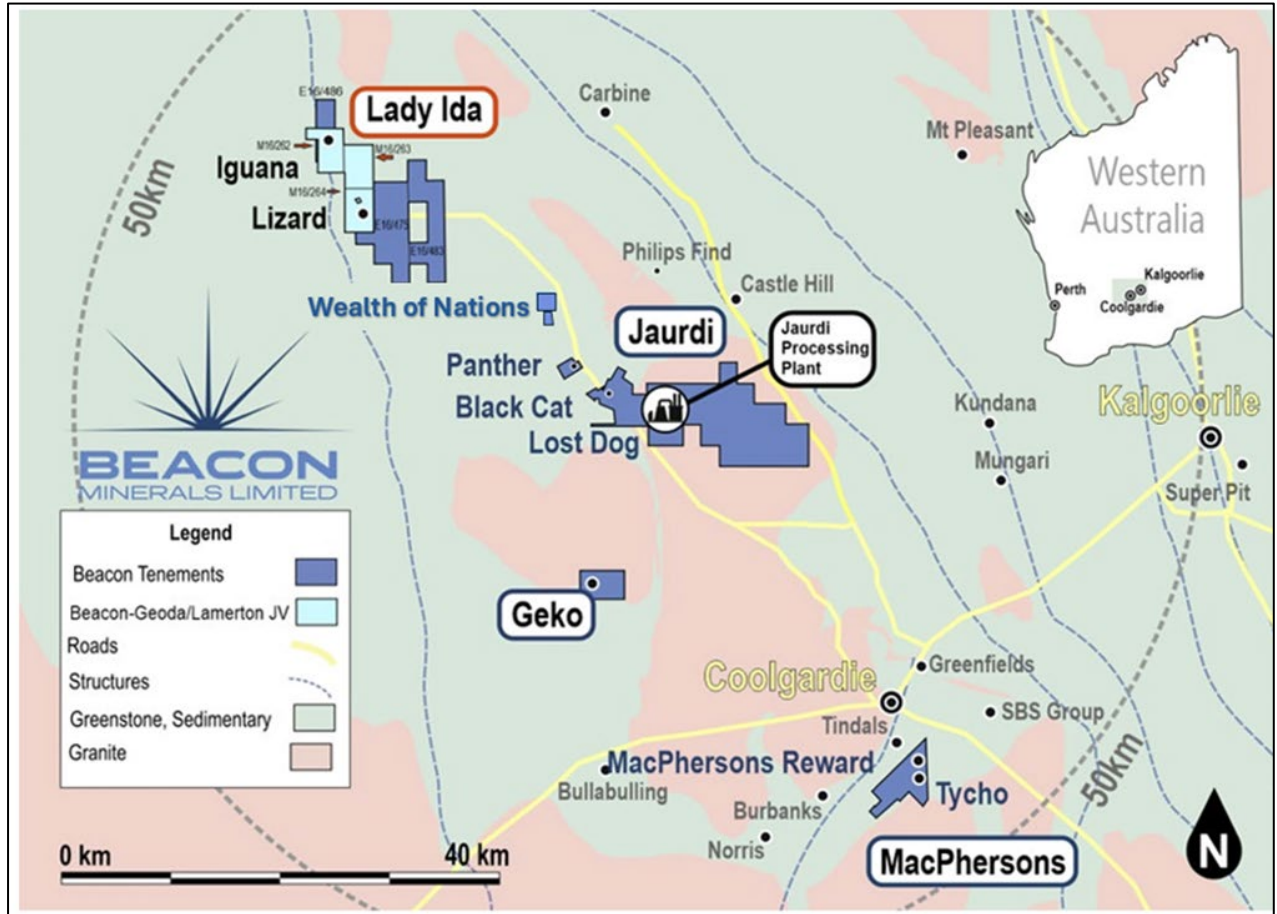 E16/486
Lady Ida
M16/262
M16/263
Iguana
M16/264
Lizard
E16/475
E16/483
50km
Carbine
Mt Pleasant
Western
Australia
Perth
Kalgoorlie
Coolgardie
Philips Find
Castle Hill
Wealth of Nations
Jaurdi
Jaurdi
Processing
Plant
Panther
Black Cat
Lost Dog
Kundana
Kalgoorlie
Mungari
Super Pit
BEACON
MINERALS LIMITED
Legend
Beacon Tenements
Beacon-Geoda/Lamerton JV
Roads
Structures
Greenstone, Sedimentary
Granite
Geko
Coolgardie
Greenfields
SBS Group
Tindals
MacPhersons Reward
Bullabulling
Tycho
Burbanks
Norris
50km
MacPhersons
0 km
40 km
N